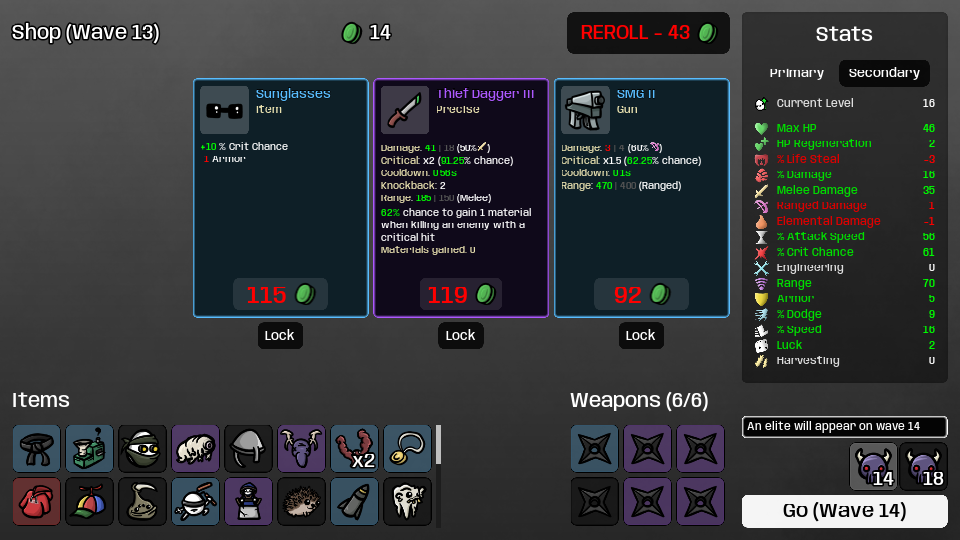 Shop (Wave 13)
14
REROLL - 43
Sunglasses
Item
+10 % Crit Chance
1 Armor
115
Lock
Thief Dagger III
Precise
Damage: 41 | 18 (50%)
Critical: x2 (91.25% chance)
Cooldown: 0.56s
Knockback: 2
Range: 185 | 150 (Melee)
62% chance to gain 1 material
when killing an enemy with a
critical hit
Materials gained: 0
119
Lock
SMG II
Gun
Damage: 3 | 4 (60%)
Critical: x1.5 (62.25% chance)
Cooldown: 0.1s
Range: 470 | 400 (Ranged)
92
Lock
Stats
Primary
Secondary
Current Level 16
Max HP 46
HP Regeneration 2
% Life Steal -3
% Damage 16
Melee Damage 35
Ranged Damage 1
Elemental Damage -1
% Attack Speed 56
% Crit Chance 61
Engineering 0
Range 70
Armor 5
% Dodge 9
% Speed 16
Luck 2
Harvesting 0
Items
x2
Weapons (6/6)
An elite will appear on wave 14
14
18
Go (Wave 14)